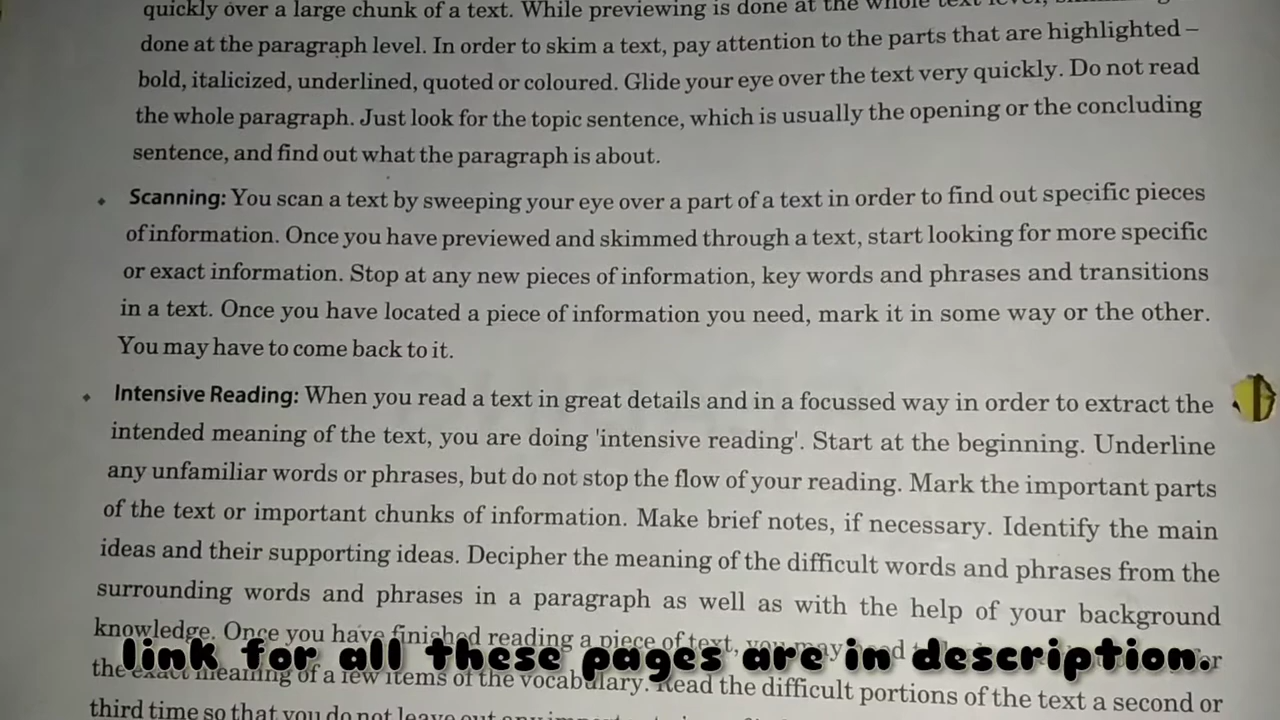 quickly over a large chunk of a text. While previewing is done at the whole text level,
done at the paragraph level. In order to skim a text, pay attention to the parts that are highlighted –
bold, italicized, underlined, quoted or coloured. Glide your eye over the text very quickly. Do not read
the whole paragraph. Just look for the topic sentence, which is usually the opening or the concluding
sentence, and find out what the paragraph is about.
Scanning: You scan a text by sweeping your eye over a part of a text in order to find out specific pieces
of information. Once you have previewed and skimmed through a text, start looking for more specific
or exact information. Stop at any new pieces of information, key words and phrases and transitions
in a text. Once you have located a piece of information you need, mark it in some way or the other.
You may have to come back to it.
Intensive Reading: When you read a text in great details and in a focussed way in order to extract the
intended meaning of the text, you are doing 'intensive reading'. Start at the beginning. Underline
any unfamiliar words or phrases, but do not stop the flow of your reading. Mark the important parts
of the text or important chunks of information. Make brief notes, if necessary. Identify the main
ideas and their supporting ideas. Decipher the meaning of the difficult words and phrases from the
surrounding words and phrases in a paragraph as well as with the help of your background
knowledge. Once you have finished reading a piece of text, you may
link for all these pages are in description.
the exact meaning of a few items of the vocabulary. Read the difficult portions of the text a second or
third time so that you do not leave out any